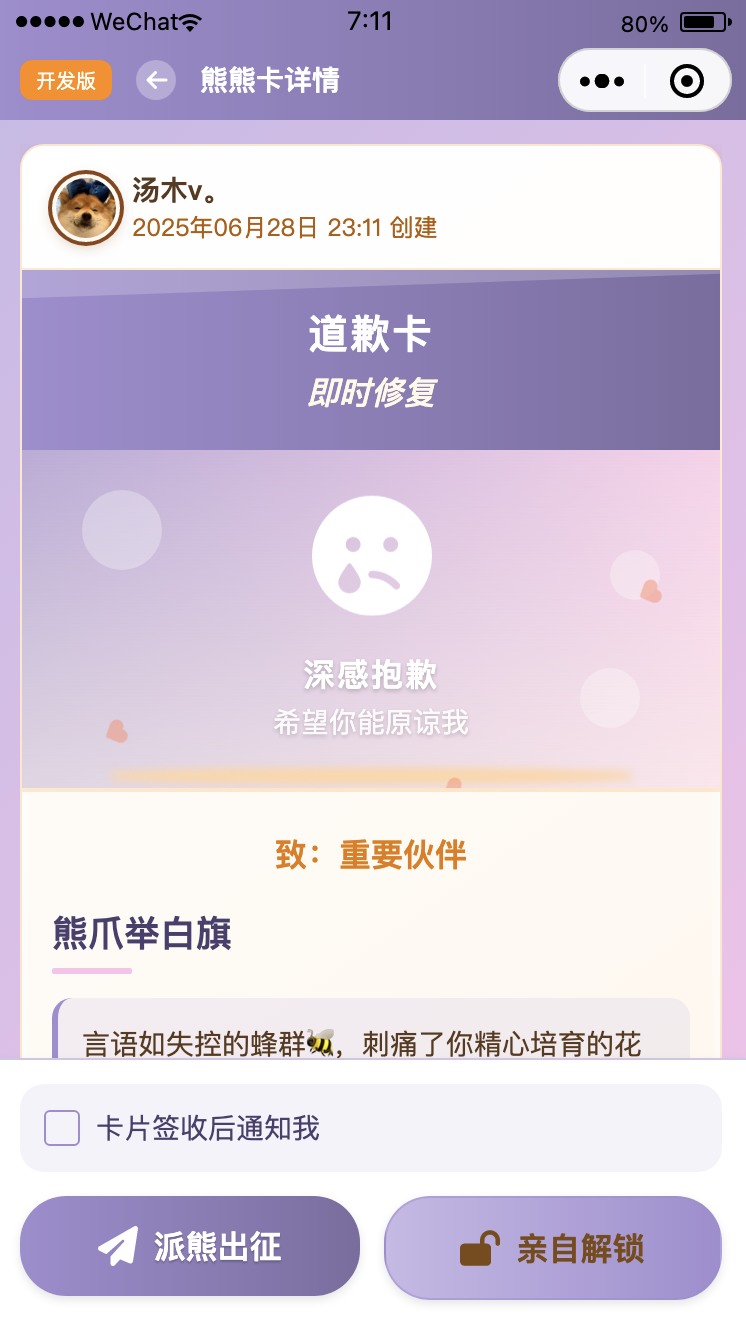 WeChat 7:11 80%
开发版 熊熊卡详情
汤木v。
2025年06月28日 23:11 创建
道歉卡
即时修复
深感抱歉
希望你能原谅我
致：重要伙伴
熊爪举白旗
言语如失控的蜂群🐝，刺痛了你精心培育的花
卡片签收后通知我
派熊出征 亲自解锁